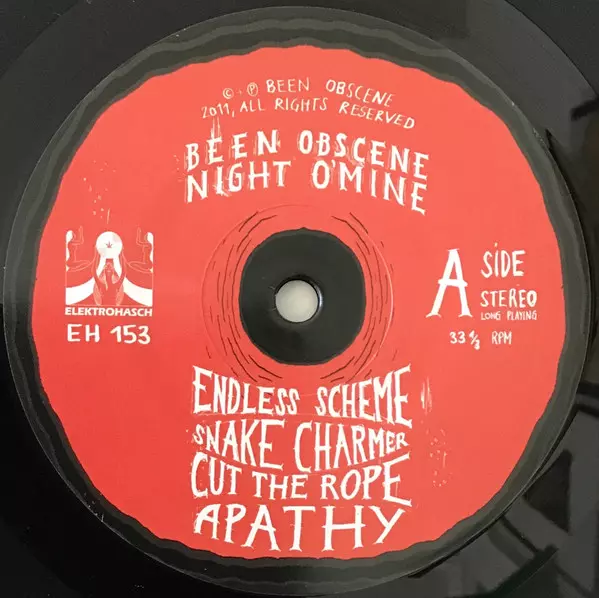 © + ℗ BEEN OBSCENE
2011, ALL RIGHTS RESERVED
BEEN OBSCENE
NIGHT O'MINE
ELEKTROHASCH
EH 153
A SIDE
STEREO
LONG PLAYING
33 1/3 RPM
ENDLESS SCHEME
SNAKE CHARMER
CUT THE ROPE
APATHY